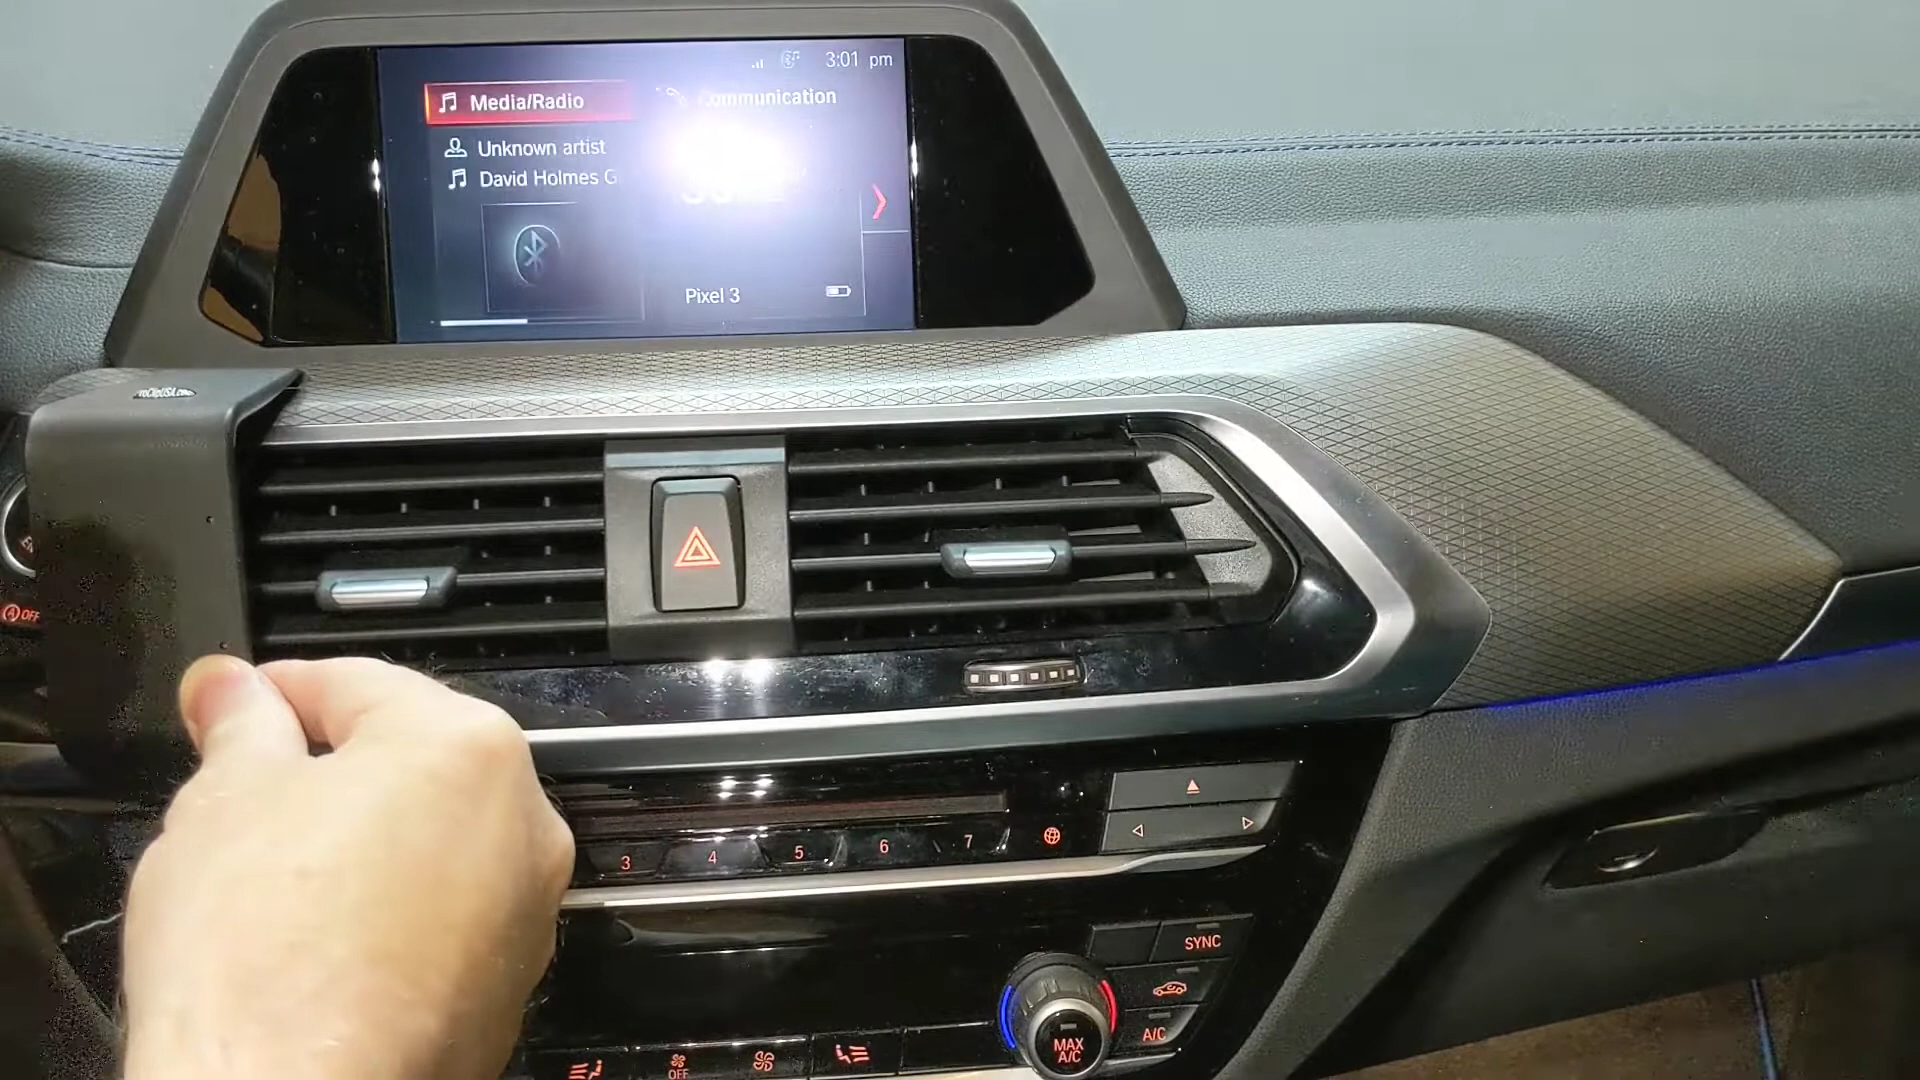 3:01 pm
Media/Radio
Communication
Unknown artist
David Holmes G
Pixel 3
OFF
3 4 5 6 7
SYNC
A/C
MAX
A/C
OFF